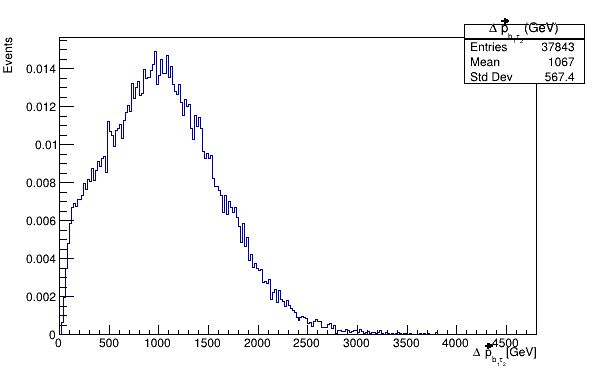 Δ p⃗_{b₁τ₂} (GeV)
Entries 37843
Mean 1067
Std Dev 567.4
Events
0.014
0.012
0.01
0.008
0.006
0.004
0.002
0
0 500 1000 1500 2000 2500 3000 3500 4000 4500
Δ p⃗_{b₁τ₂} [GeV]